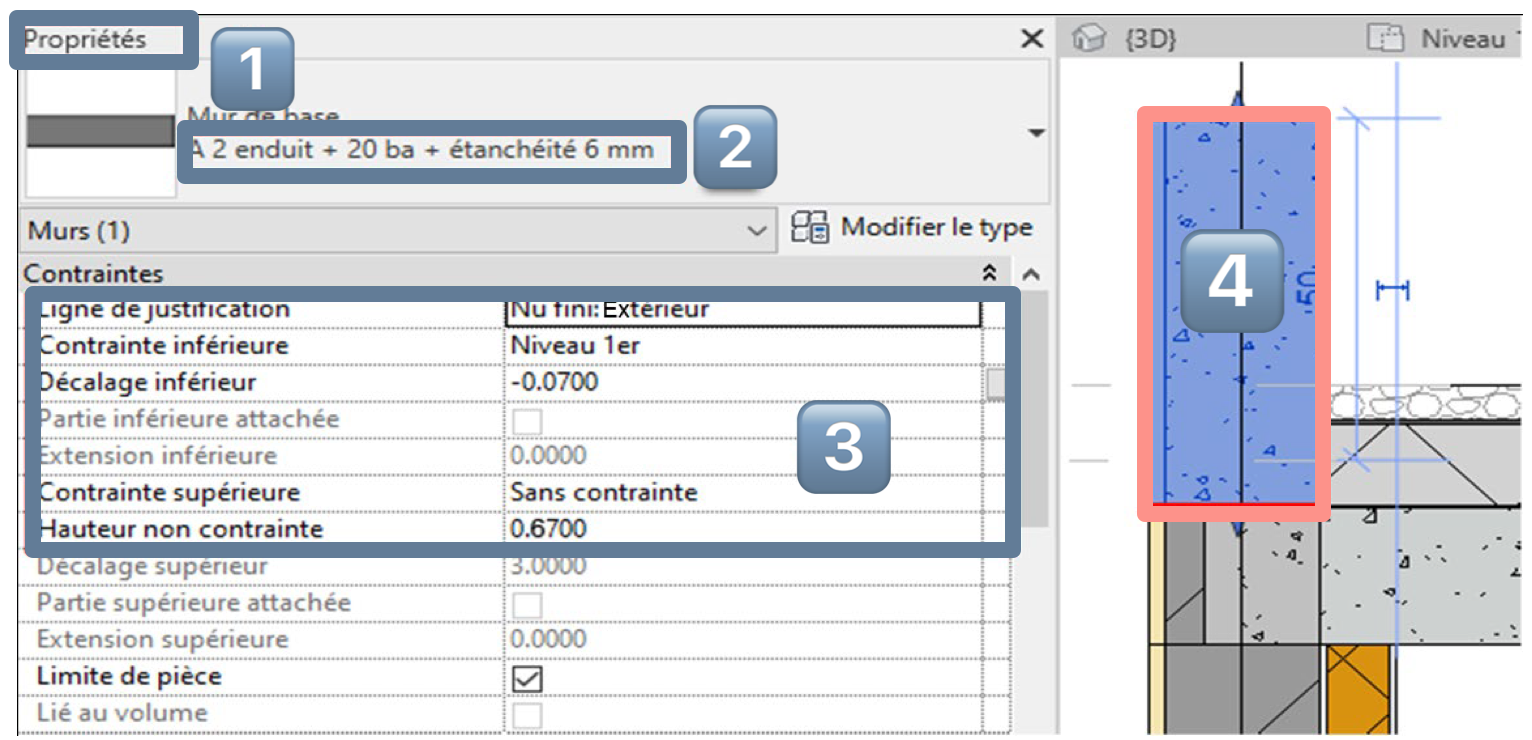 Propriétés
1
Mur de base
A 2 enduit + 20 ba + étanchéité 6 mm
2
Murs (1)
Modifier le type
Contraintes
Ligne de justification Nu fini: Extérieur
Contrainte inférieure Niveau 1er
Décalage inférieur -0.0700
Partie inférieure attachée
Extension inférieure 0.0000
Contrainte supérieure Sans contrainte
Hauteur non contrainte 0.6700
3
Décalage supérieur 3.0000
Partie supérieure attachée
Extension supérieure 0.0000
Limite de pièce
Lié au volume
{3D}
Niveau
4